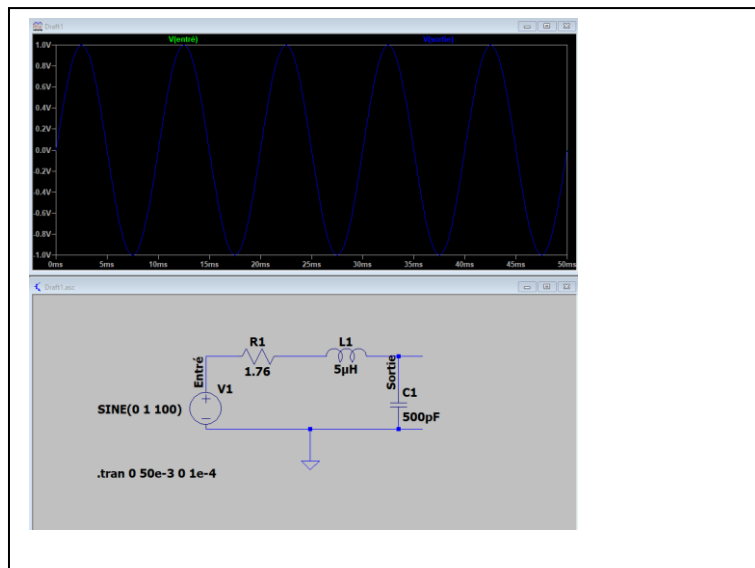 Draft1
V(entré)
V(sortie)
1.0V
0.8V
0.6V
0.4V
0.2V
0.0V
-0.2V
-0.4V
-0.6V
-0.8V
-1.0V
0ms 5ms 10ms 15ms 20ms 25ms 30ms 35ms 40ms 45ms 50ms
Draft1.asc
R1
1.76
L1
5µH
Entré
Sortie
V1
SINE(0 1 100)
C1
500pF
.tran 0 50e-3 0 1e-4